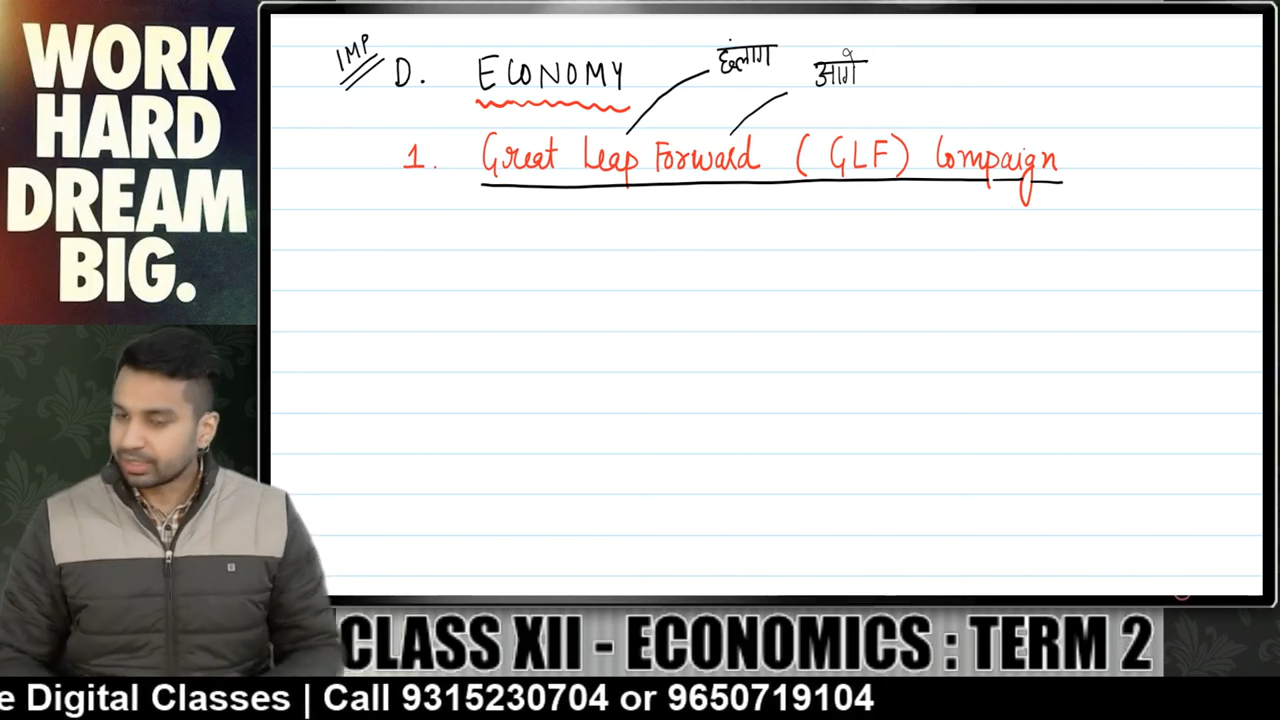 WORK
HARD
DREAM
BIG.
IMP
D. ECONOMY
छलांग आगे
1. Great Leap Forward (GLF) Compaign
CLASS XII - ECONOMICS : TERM 2
e Digital Classes | Call 9315230704 or 9650719104